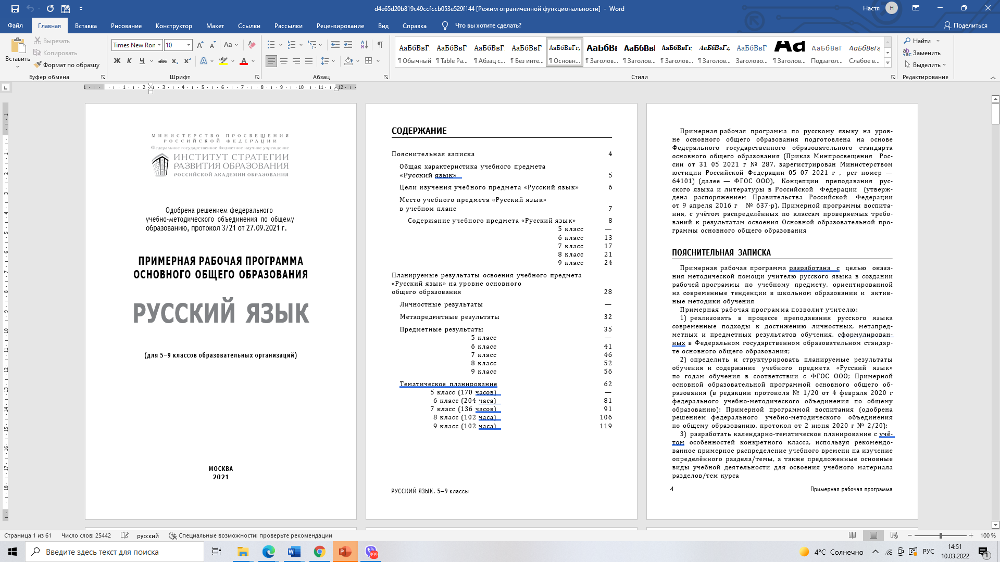 d4e65d20b819c49ccfccb053e529f144 [Режим ограниченной функциональности] - Word
Настя
Н
Файл
Главная
Вставка
Рисование
Конструктор
Макет
Ссылки
Рассылки
Рецензирование
Вид
Справка
Что вы хотите сделать?
Поделиться
Вставить
Вырезать
Копировать
Формат по образцу
Буфер обмена
Times New Ron
10
Шрифт
Абзац
АаБбВвГ
¶ Обычный
АаБбВвГ
¶ Table Pa...
АаБбВвГ
¶ Абзац с...
АаБбВвГ
¶ Без инте...
АаБбВвГг,
¶ Основн...
АаБбВв
¶ Заголов...
АаБбВвI
¶ Заголов...
АаБбВвГг,
¶ Заголов...
АаБбВвГг,
¶ Заголов...
АаБбВвГ
Заголово...
Аа
¶ Заголов...
АаБбВвГ
Подзагол...
АаБбВвГг
Слабое в...
Стили
Найти
Заменить
Выделить
Редактирование
МИНИСТЕРСТВО ПРОСВЕЩЕНИЯ
РОССИЙСКОЙ ФЕДЕРАЦИИ
Федеральное государственное бюджетное научное учреждение
ИНСТИТУТ СТРАТЕГИИ
РАЗВИТИЯ ОБРАЗОВАНИЯ
РОССИЙСКОЙ АКАДЕМИИ ОБРАЗОВАНИЯ
Одобрена решением федерального
учебно-методического объединения по общему
образованию, протокол 3/21 от 27.09.2021 г.
ПРИМЕРНАЯ РАБОЧАЯ ПРОГРАММА
ОСНОВНОГО ОБЩЕГО ОБРАЗОВАНИЯ
РУССКИЙ ЯЗЫК
(для 5–9 классов образовательных организаций)
МОСКВА
2021
СОДЕРЖАНИЕ
Пояснительная записка 4
Общая характеристика учебного предмета
«Русский язык» 5
Цели изучения учебного предмета «Русский язык» 6
Место учебного предмета «Русский язык»
в учебном плане 7
Содержание учебного предмета «Русский язык» 8
5 класс —
6 класс 13
7 класс 17
8 класс 21
9 класс 24
Планируемые результаты освоения учебного предмета
«Русский язык» на уровне основного
общего образования 28
Личностные результаты —
Метапредметные результаты 32
Предметные результаты 35
5 класс —
6 класс 41
7 класс 46
8 класс 52
9 класс 56
Тематическое планирование 62
5 класс (170 часов) —
6 класс (204 часа) 81
7 класс (136 часов) 91
8 класс (102 часа) 106
9 класс (102 часа) 119
РУССКИЙ ЯЗЫК. 5—9 классы
Примерная рабочая программа по русскому языку на уров-
не основного общего образования подготовлена на основе
Федерального государственного образовательного стандарта
основного общего образования (Приказ Минпросвещения Рос-
сии от 31 05 2021 г № 287, зарегистрирован Министерством
юстиции Российской Федерации 05 07 2021 г , рег номер —
64101) (далее — ФГОС ООО), Концепции преподавания рус-
ского языка и литературы в Российской Федерации (утверж-
дена распоряжением Правительства Российской Федерации
от 9 апреля 2016 г № 637-р), Примерной программы воспита-
ния, с учётом распределённых по классам проверяемых требо-
ваний к результатам освоения Основной образовательной про-
граммы основного общего образования
ПОЯСНИТЕЛЬНАЯ ЗАПИСКА
Примерная рабочая программа разработана с целью оказа-
ния методической помощи учителю русского языка в создании
рабочей программы по учебному предмету, ориентированной
на современные тенденции в школьном образовании и актив-
ные методики обучения
Примерная рабочая программа позволит учителю:
1) реализовать в процессе преподавания русского языка
современные подходы к достижению личностных, метапред-
метных и предметных результатов обучения, сформулирован-
ных в Федеральном государственном образовательном стандар-
те основного общего образования;
2) определить и структурировать планируемые результаты
обучения и содержание учебного предмета «Русский язык»
по годам обучения в соответствии с ФГОС ООО; Примерной
основной образовательной программой основного общего об-
разования (в редакции протокола № 1/20 от 4 февраля 2020 г
федерального учебно-методического объединения по общему
образованию); Примерной программой воспитания (одобрена
решением федерального учебно-методического объединения
по общему образованию, протокол от 2 июня 2020 г № 2/20);
3) разработать календарно-тематическое планирование с учё-
том особенностей конкретного класса, используя рекомендо-
ванное примерное распределение учебного времени на изучение
определённого раздела/темы, а также предложенные основные
виды учебной деятельности для освоения учебного материала
разделов/тем курса
4 Примерная рабочая программа
Страница 1 из 61
Число слов: 25442
русский
Специальные возможности: проверьте рекомендации
100 %
Введите здесь текст для поиска
999
4°C Солнечно
РУС
14:51
10.03.2022
1